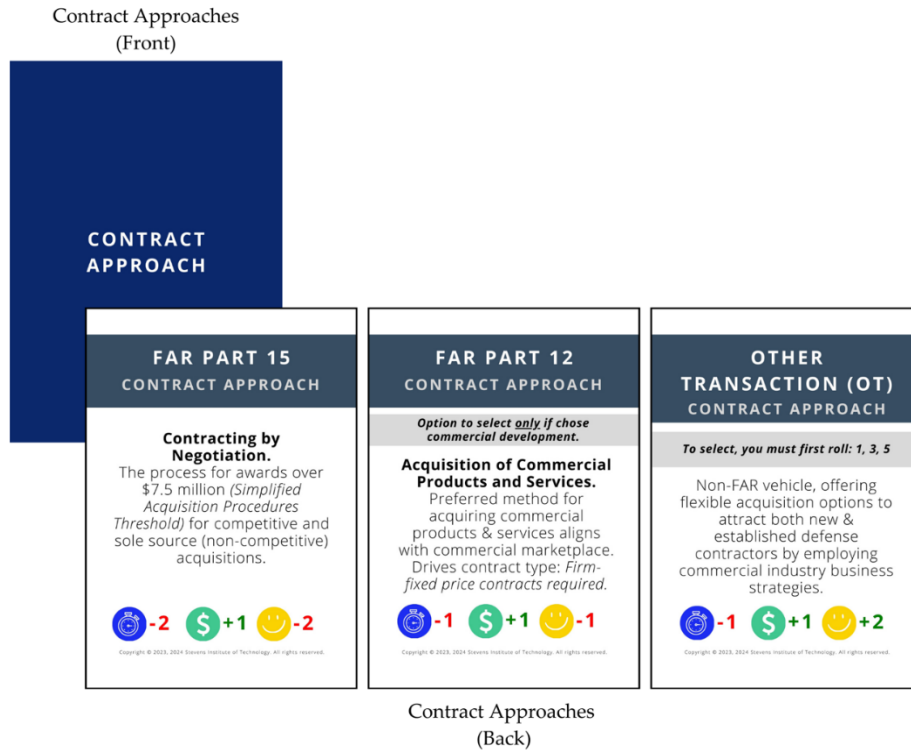 Contract Approaches
(Front)
CONTRACT
APPROACH
FAR PART 15
CONTRACT APPROACH
Contracting by
Negotiation.
The process for awards over
$7.5 million (Simplified
Acquisition Procedures
Threshold) for competitive and
sole source (non-competitive)
acquisitions.
-2 +1 -2
Copyright © 2023, 2024 Stevens Institute of Technology. All rights reserved.
FAR PART 12
CONTRACT APPROACH
Option to select only if chose
commercial development.
Acquisition of Commercial
Products and Services.
Preferred method for
acquiring commercial
products & services aligns
with commercial marketplace.
Drives contract type: Firm-
fixed price contracts required.
-1 $ +1 -1
Copyright © 2023, 2024 Stevens Institute of Technology. All rights reserved.
OTHER
TRANSACTION (OT)
CONTRACT APPROACH
To select, you must first roll: 1, 3, 5
Non-FAR vehicle, offering
flexible acquisition options to
attract both new &
established defense
contractors by employing
commercial industry business
strategies.
-1 $ +1 +2
Copyright © 2023, 2024 Stevens Institute of Technology. All rights reserved.
Contract Approaches
(Back)